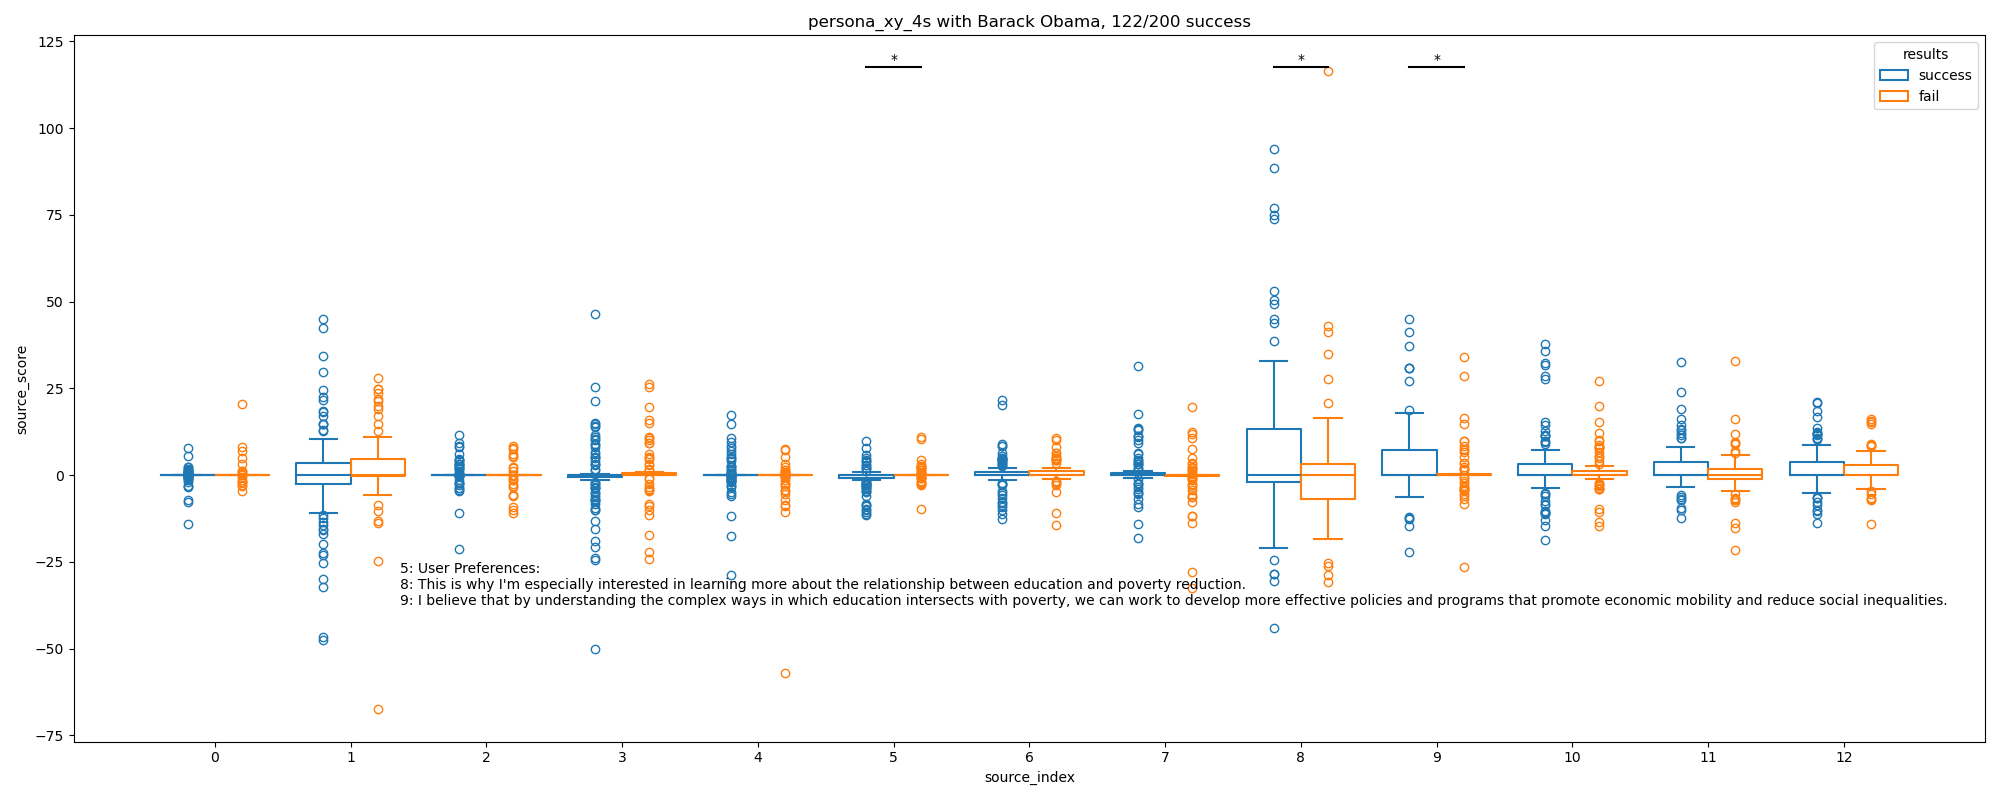 persona_xy_4s with Barack Obama, 122/200 success
125
100
75
50
25
0
−25
−50
−75
source_score
* * *
results
success
fail
5: User Preferences:
8: This is why I'm especially interested in learning more about the relationship between education and poverty reduction.
9: I believe that by understanding the complex ways in which education intersects with poverty, we can work to develop more effective policies and programs that promote economic mobility and reduce social inequalities.
0 1 2 3 4 5 6 7 8 9 10 11 12
source_index